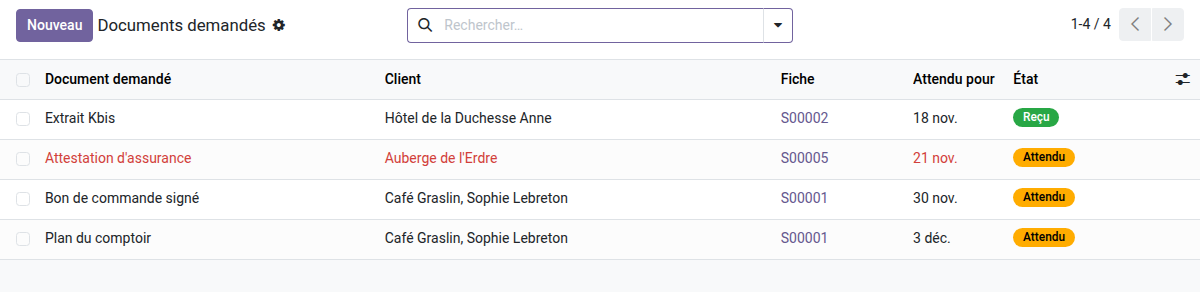 Nouveau Documents demandés Rechercher... 1-4 / 4
Document demandé Client Fiche Attendu pour État
Extrait Kbis Hôtel de la Duchesse Anne S00002 18 nov. Reçu
Attestation d'assurance Auberge de l'Erdre S00005 21 nov. Attendu
Bon de commande signé Café Graslin, Sophie Lebreton S00001 30 nov. Attendu
Plan du comptoir Café Graslin, Sophie Lebreton S00001 3 déc. Attendu